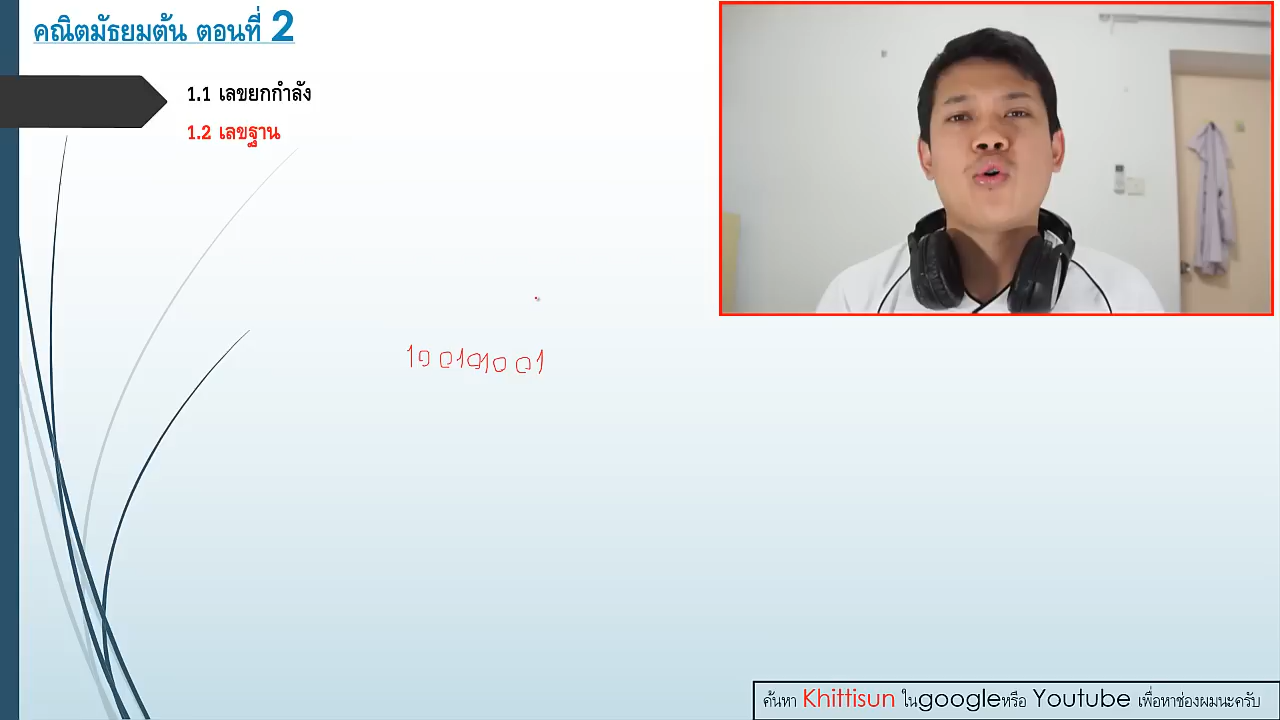 คณิตมัธยมต้น ตอนที่ 2
1.1 เลขยกกำลัง
1.2 เลขฐาน
100101001
ค้นหา Khittisun ในgoogleหรือ Youtube เพื่อหาช่องผมนะครับ